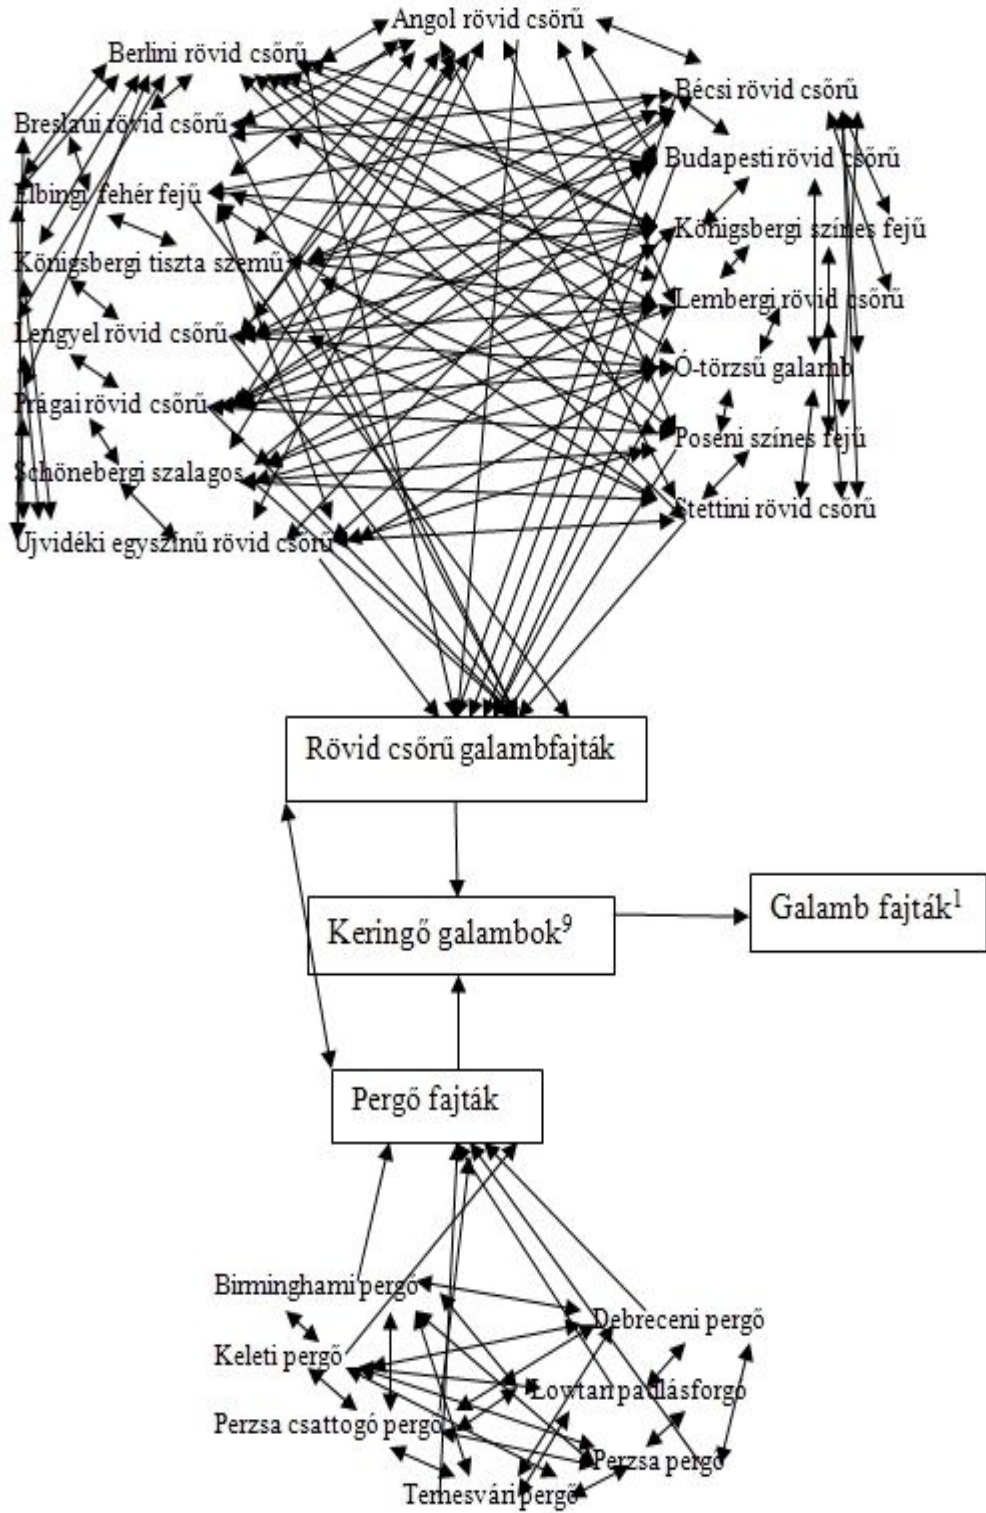 Angol rövid csőrű
Berlini rövid csőrű
Bécsi rövid csőrű
Breslaui rövid csőrű
Budapesti rövid csőrű
Elbingi fehér fejű
Königsbergi színes fejű
Königsbergi tiszta szemű
Lembergi rövid csőrű
Lengyel rövid csőrű
Ó-törzsű galamb
Prágai rövid csőrű
Poseni színes fejű
Schönebergi szalagos
Stettini rövid csőrű
Újvidéki egyszínű rövid csőrű
Rövid csőrű galambfajták
Galamb fajták¹
Keringő galambok⁹
Pergő fajták
Birminghami pergő
Debreceni pergő
Keleti pergő
Lowtan padlásforgó
Perzsa csattogó pergő
Perzsa pergő
Temesvári pergő